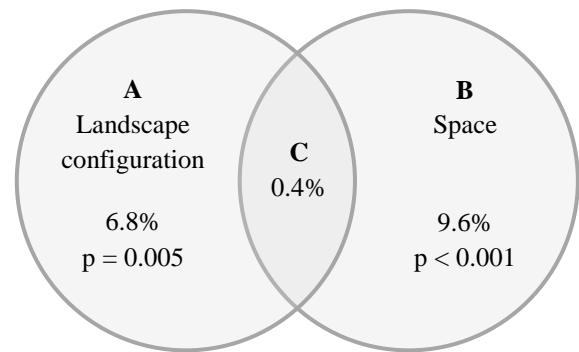 A
Landscape
configuration
6.8%
p = 0.005
C
0.4%
B
Space
9.6%
p < 0.001